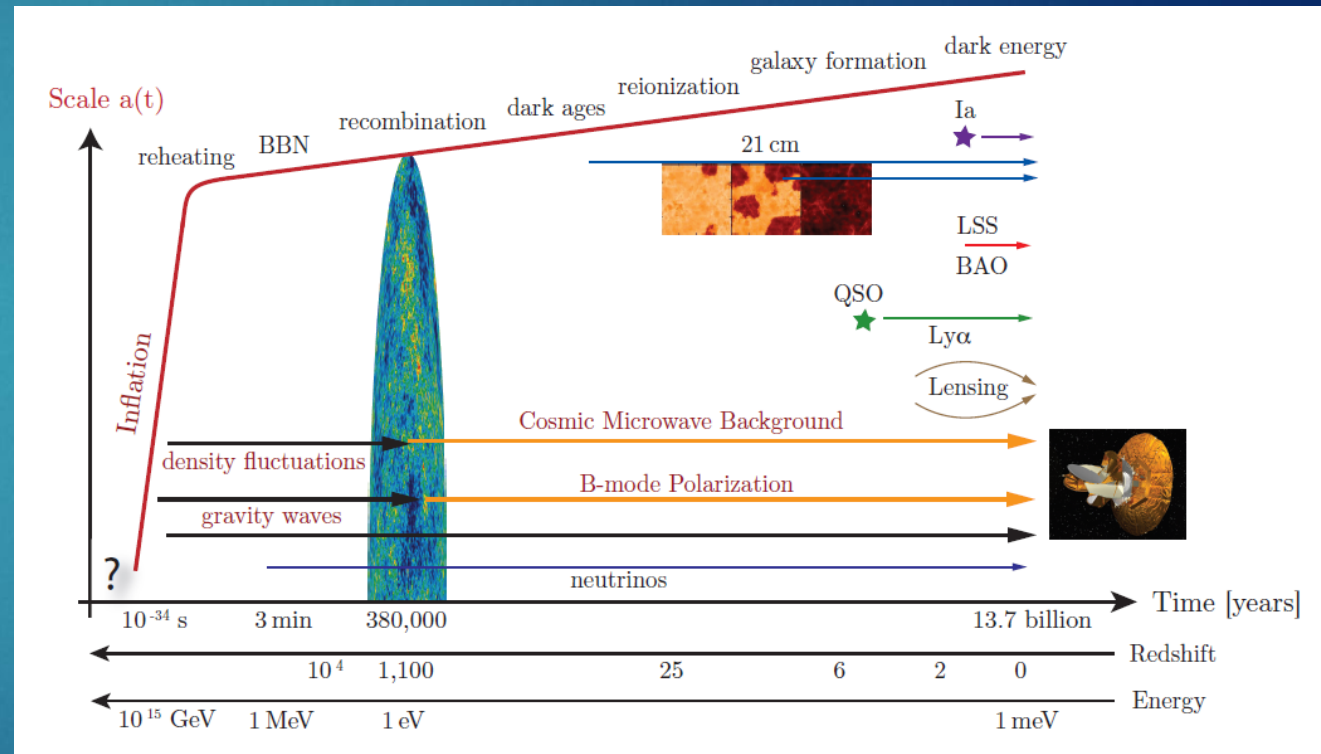 dark energy
galaxy formation
reionization
Scale a(t)
dark ages
recombination
BBN
reheating
Ia
21 cm
LSS
BAO
QSO
Lyα
Lensing
Inflation
Cosmic Microwave Background
density fluctuations
B-mode Polarization
gravity waves
?
neutrinos
10⁻³⁴ s 3 min 380,000 13.7 billion Time [years]
10⁴ 1,100 25 6 2 0 Redshift
10¹⁵ GeV 1 MeV 1 eV 1 meV Energy